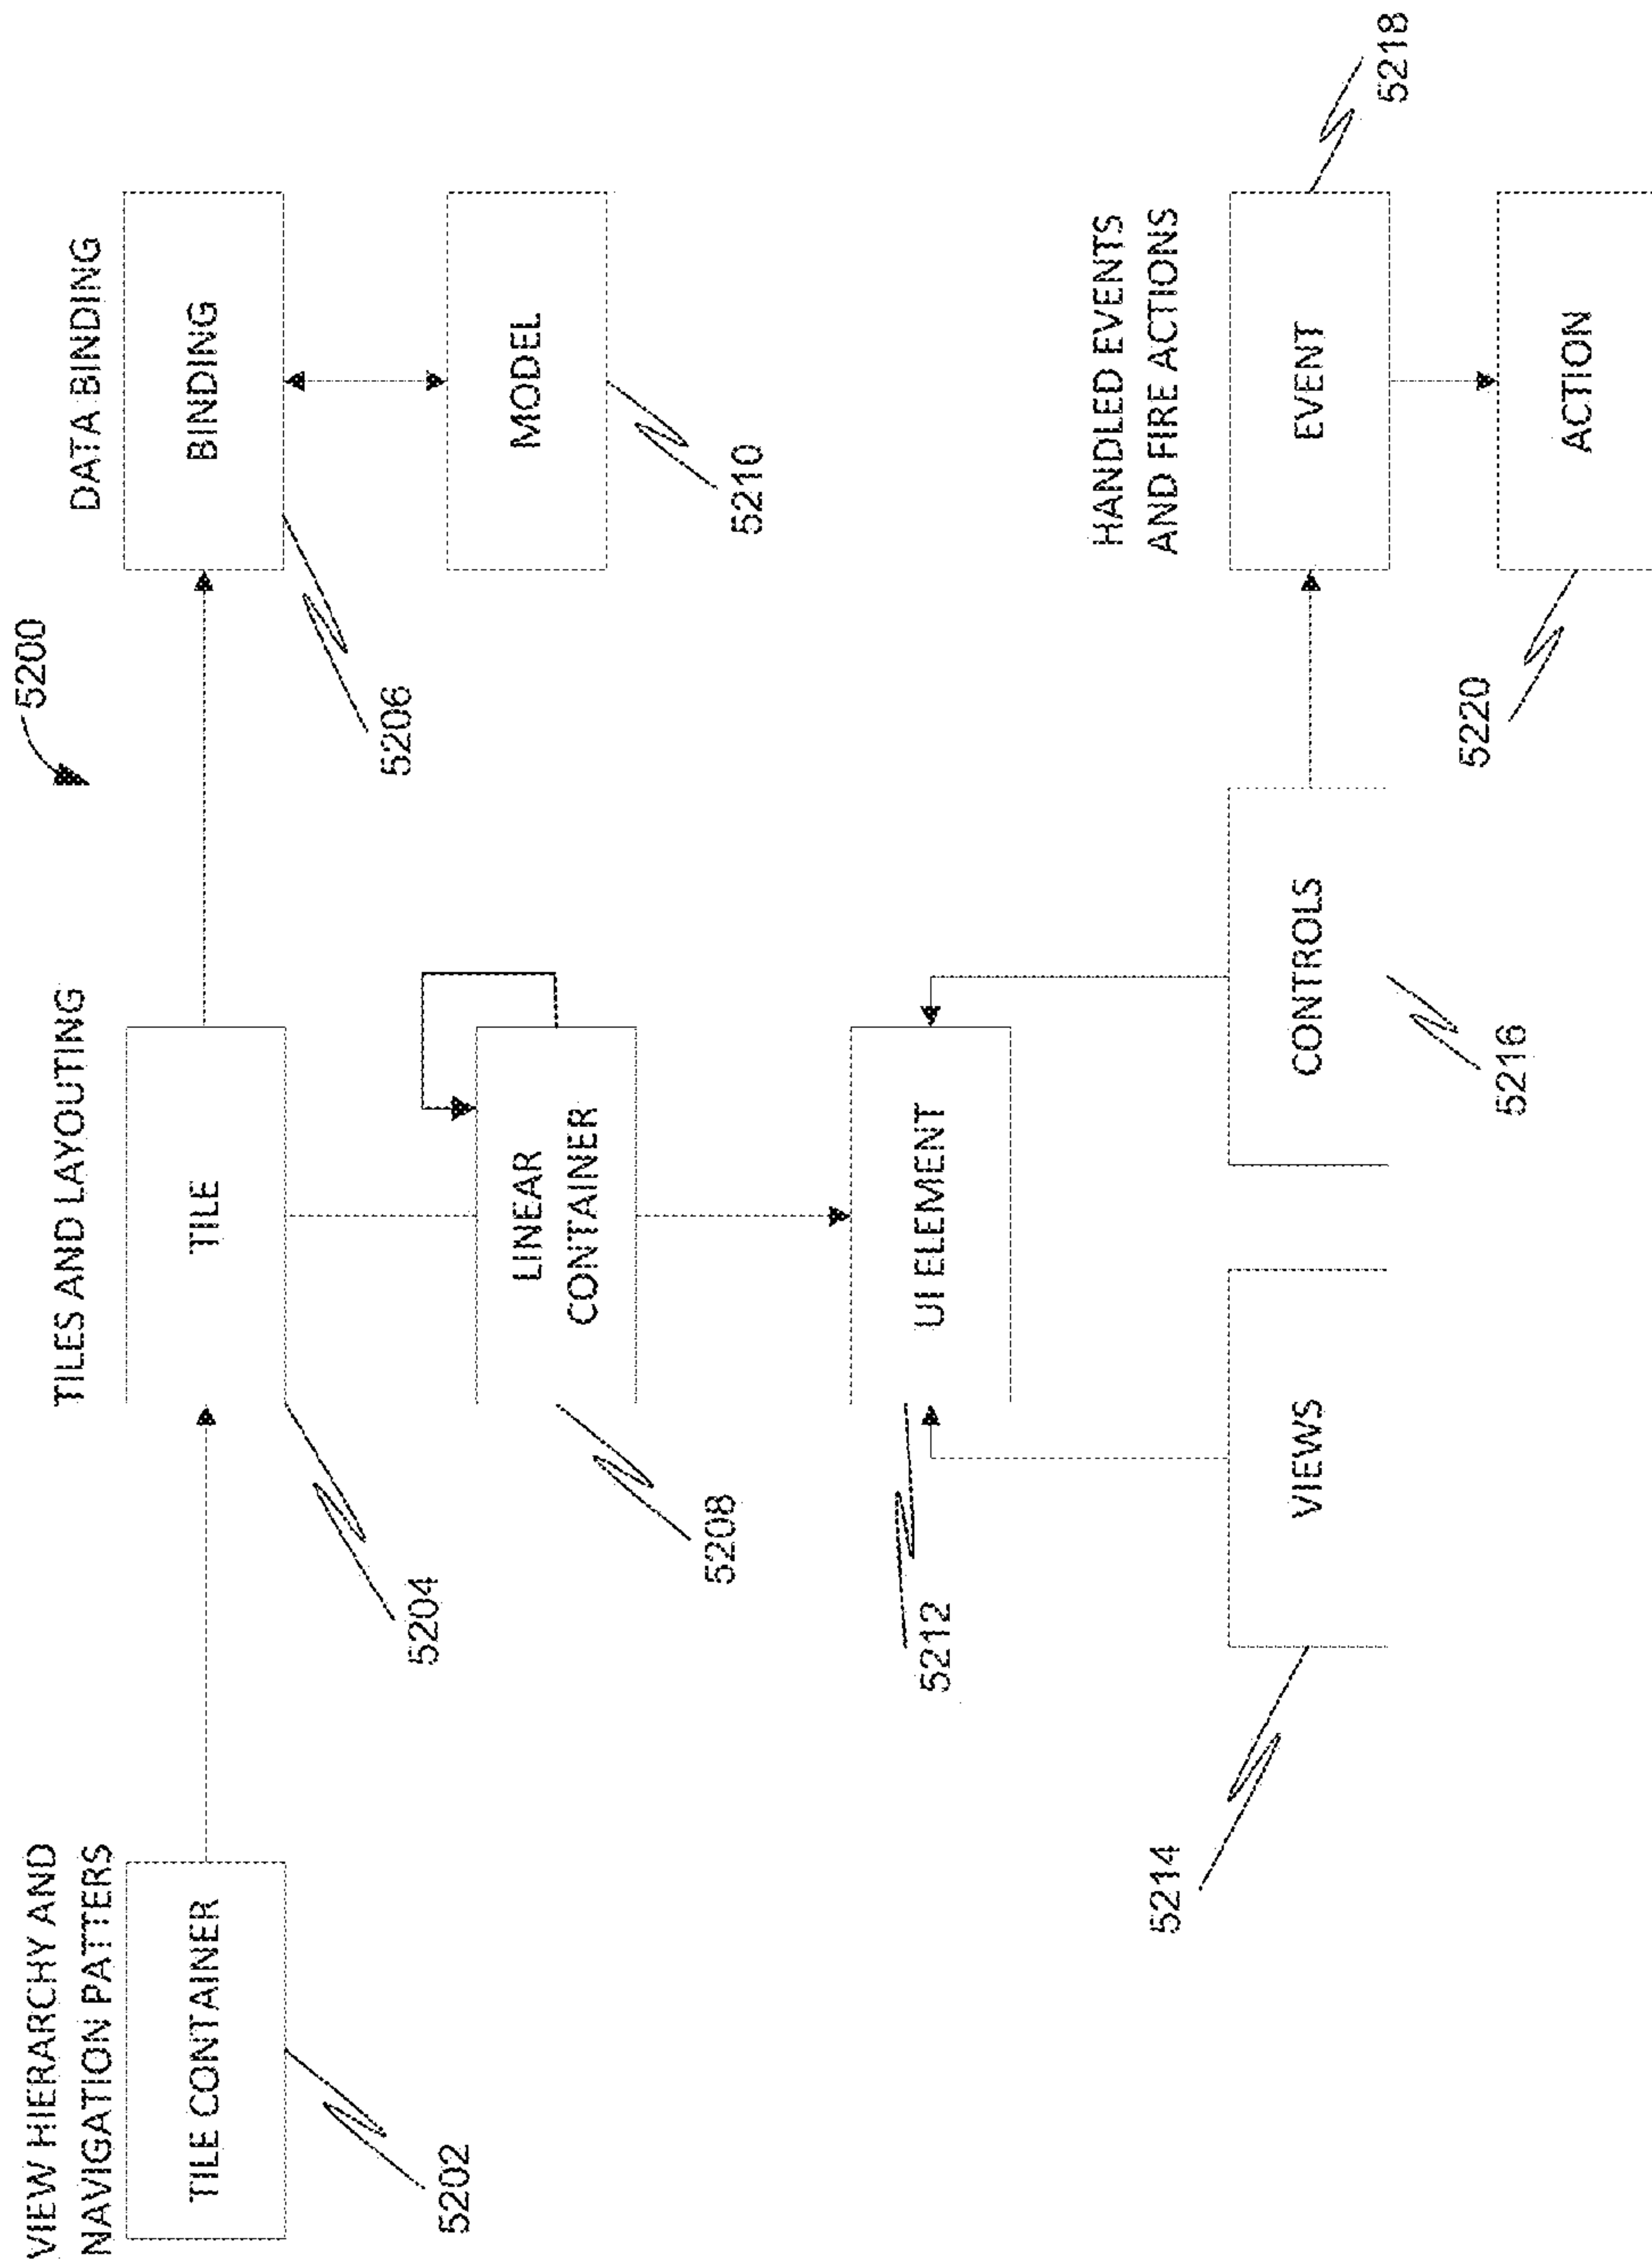 5200
VIEW HIERARCHY AND
NAVIGATION PATTERS
TILE CONTAINER
5202
TILES AND LAYOUTING
TILE
5204
DATA BINDING
BINDING
5206
LINEAR
CONTAINER
5208
MODEL
5210
UI ELEMENT
5212
VIEWS
5214
CONTROLS
5216
HANDLED EVENTS
AND FIRE ACTIONS
EVENT
5218
ACTION
5220